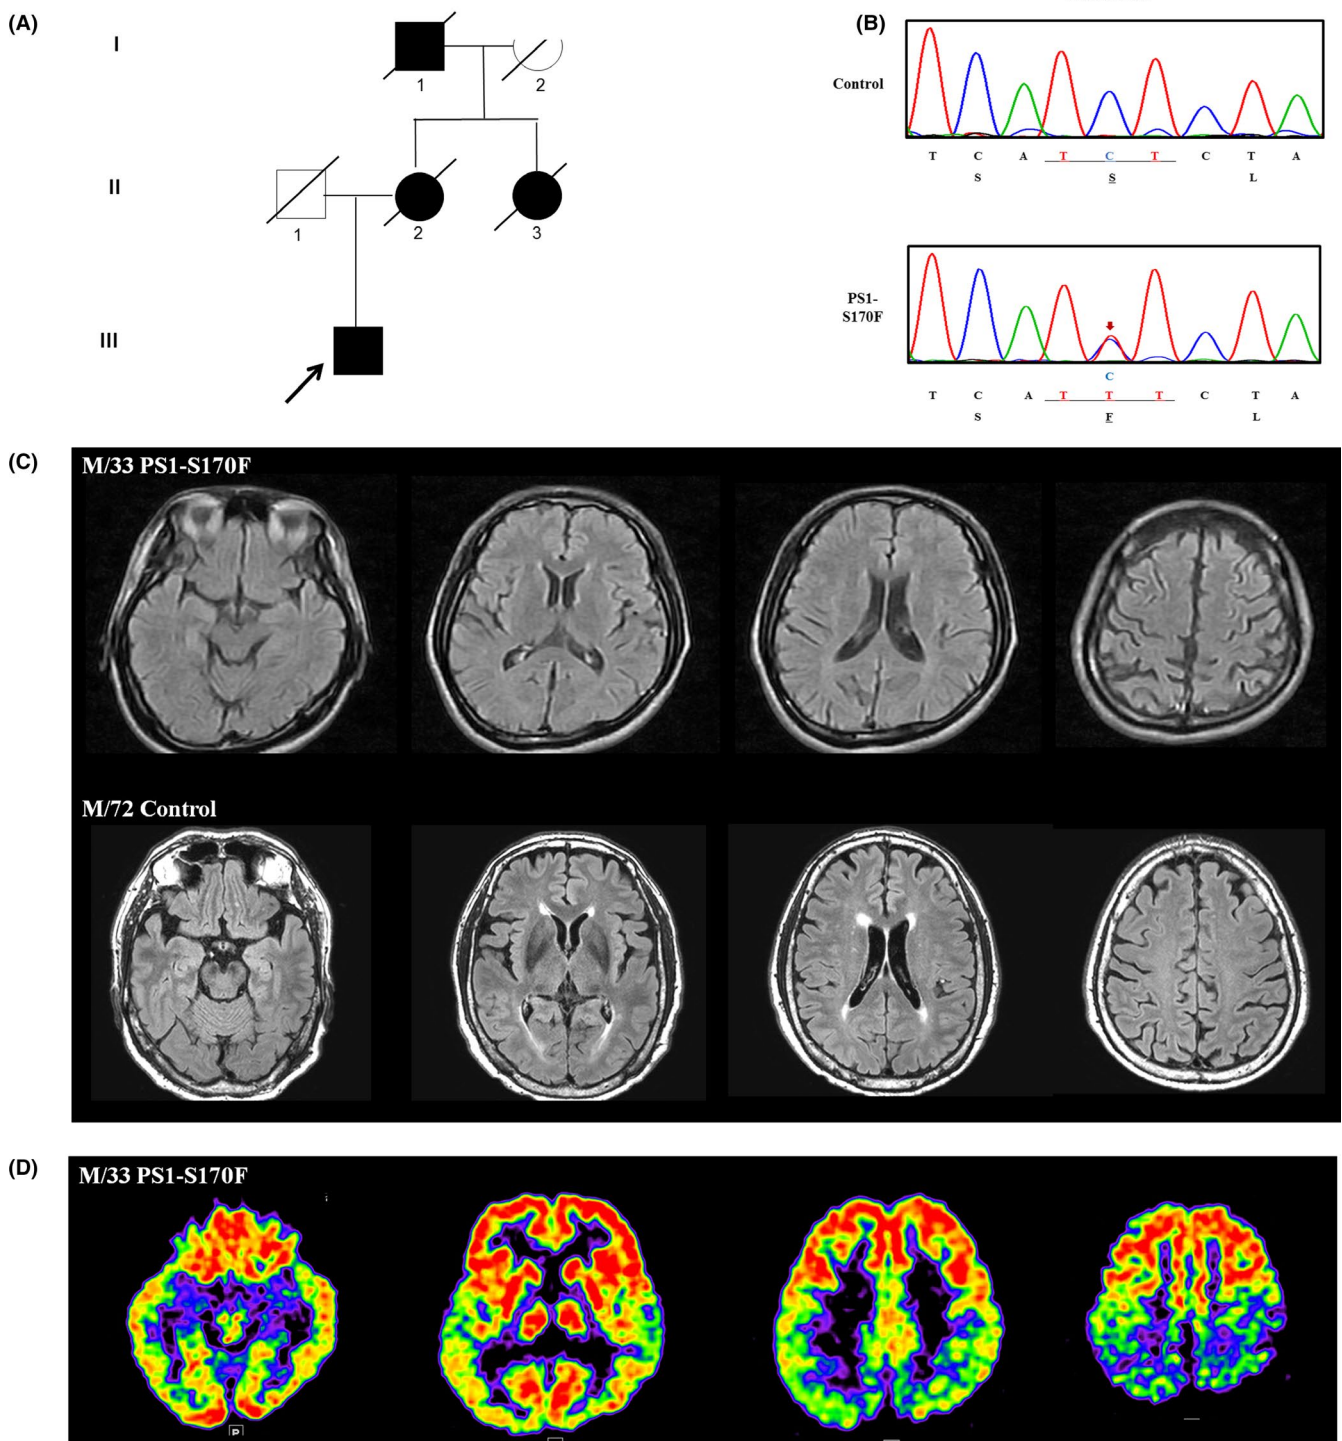 (A)
I
1
2
II
1
2
3
III
(B)
Control
T C A T C T C T A
S S L
PS1-
S170F
C
T C A T T T C T A
S F L
(C)
M/33 PS1-S170F
M/72 Control
(D)
M/33 PS1-S170F
P